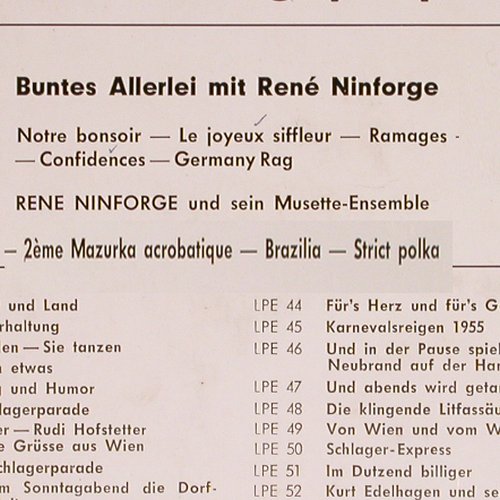 Buntes Allerlei mit René Ninforge
Notre bonsoir — Le joyeux siffleur — Ramages -
— Confidences — Germany Rag
RENE NINFORGE und sein Musette-Ensemble
– 2ème Mazurka acrobatique — Brazilia — Strict polka
und Land LPE 44 Für's Herz und für's G
rhaltung LPE 45 Karnevalsreigen 1955
len — Sie tanzen LPE 46 Und in der Pause spiel
etwas Neubrand auf der Har
g und Humor LPE 47 Und abends wird getan
lagerparade LPE 48 Die klingende Litfassäu
er — Rudi Hofstetter LPE 49 Von Wien und vom W
e Grüsse aus Wien LPE 50 Schlager-Express
chlagerparade LPE 51 Im Dutzend billiger
m Sonntagabend die Dorf- LPE 52 Kurt Edelhagen und se